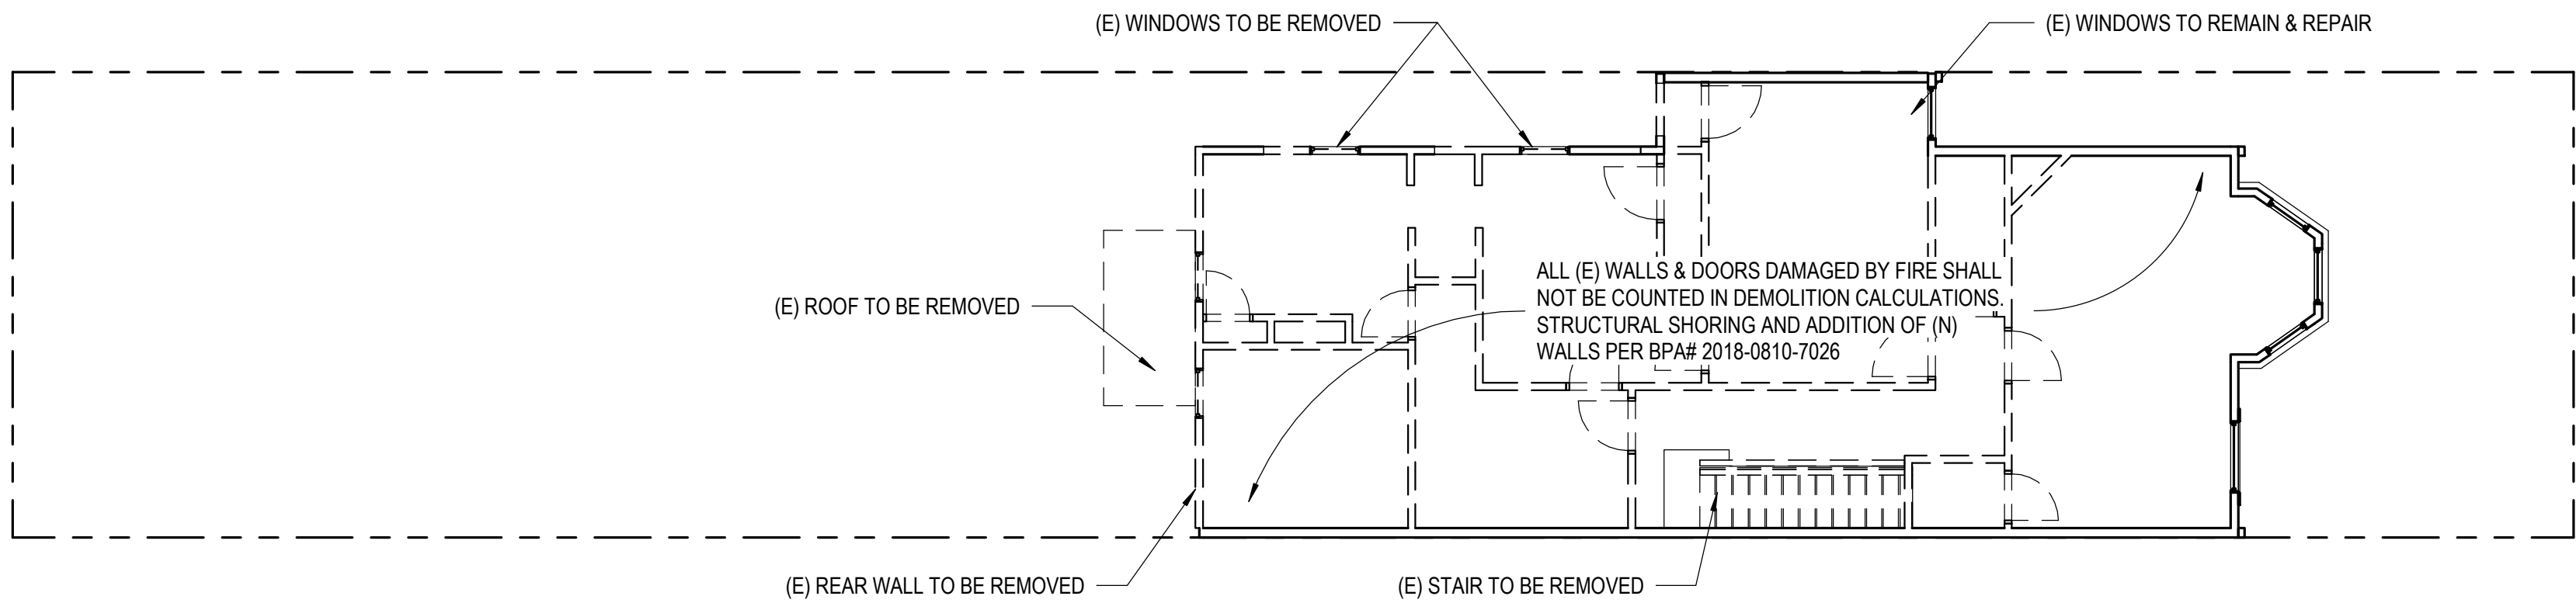 (E) WINDOWS TO BE REMOVED
(E) WINDOWS TO REMAIN & REPAIR
ALL (E) WALLS & DOORS DAMAGED BY FIRE SHALL
NOT BE COUNTED IN DEMOLITION CALCULATIONS.
STRUCTURAL SHORING AND ADDITION OF (N)
WALLS PER BPA# 2018-0810-7026
(E) ROOF TO BE REMOVED
(E) REAR WALL TO BE REMOVED
(E) STAIR TO BE REMOVED